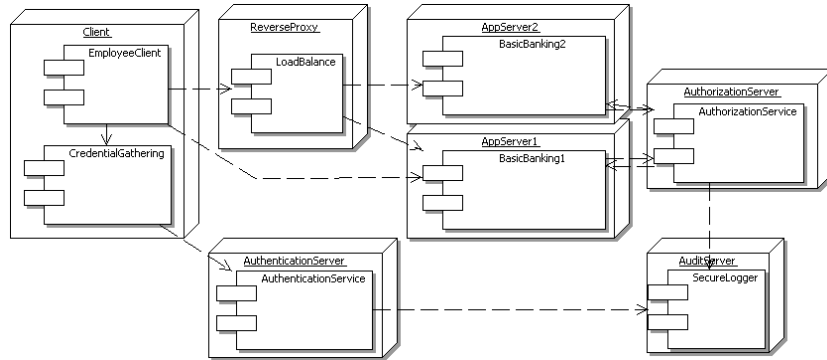 Client
EmployeeClient
CredentialGathering
ReverseProxy
LoadBalance
AppServer2
BasicBanking2
AppServer1
BasicBanking1
AuthorizationServer
AuthorizationService
AuthenticationServer
AuthenticationService
AuditServer
SecureLogger